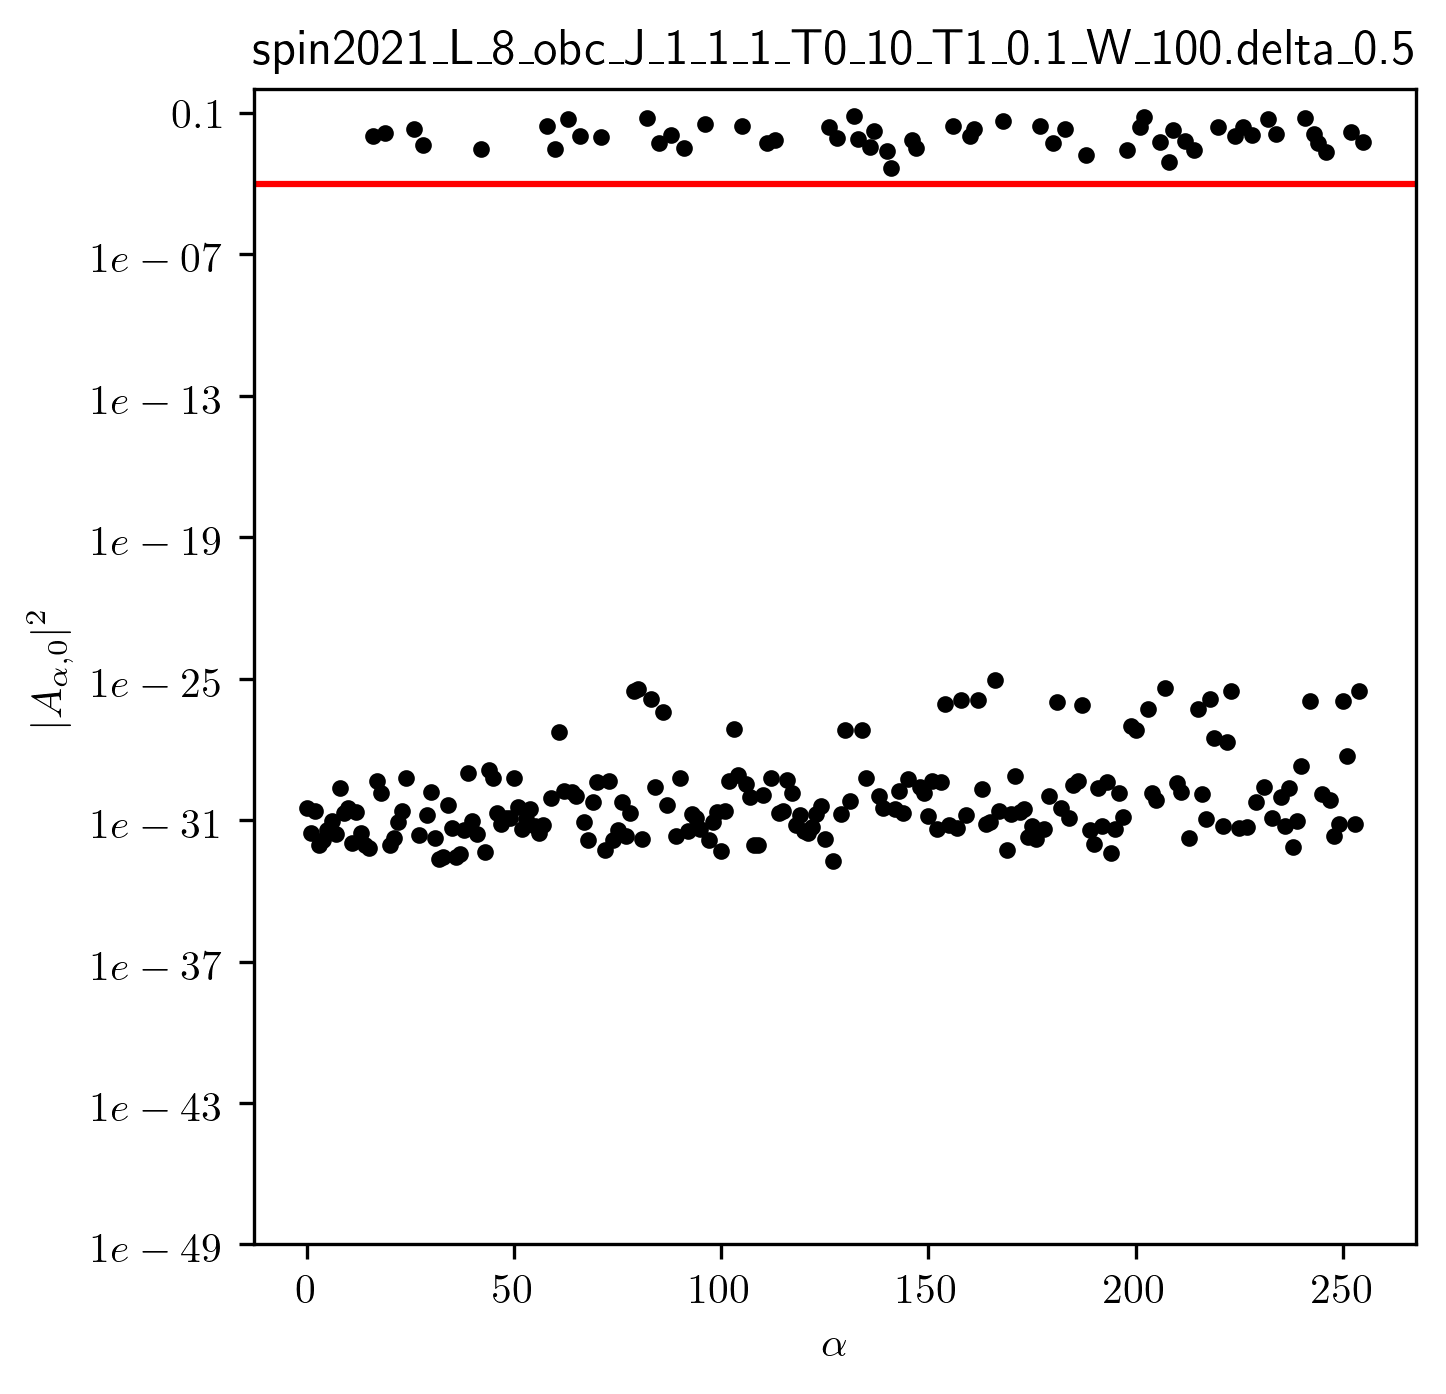 spin2021_L_8_obc_J_1_1_1_T0_10_T1_0.1_W_100.delta_0.5
0.1
1e − 07
1e − 13
1e − 19
1e − 25
1e − 31
1e − 37
1e − 43
1e − 49
|A_{α,0}|^2
0 50 100 150 200 250
α